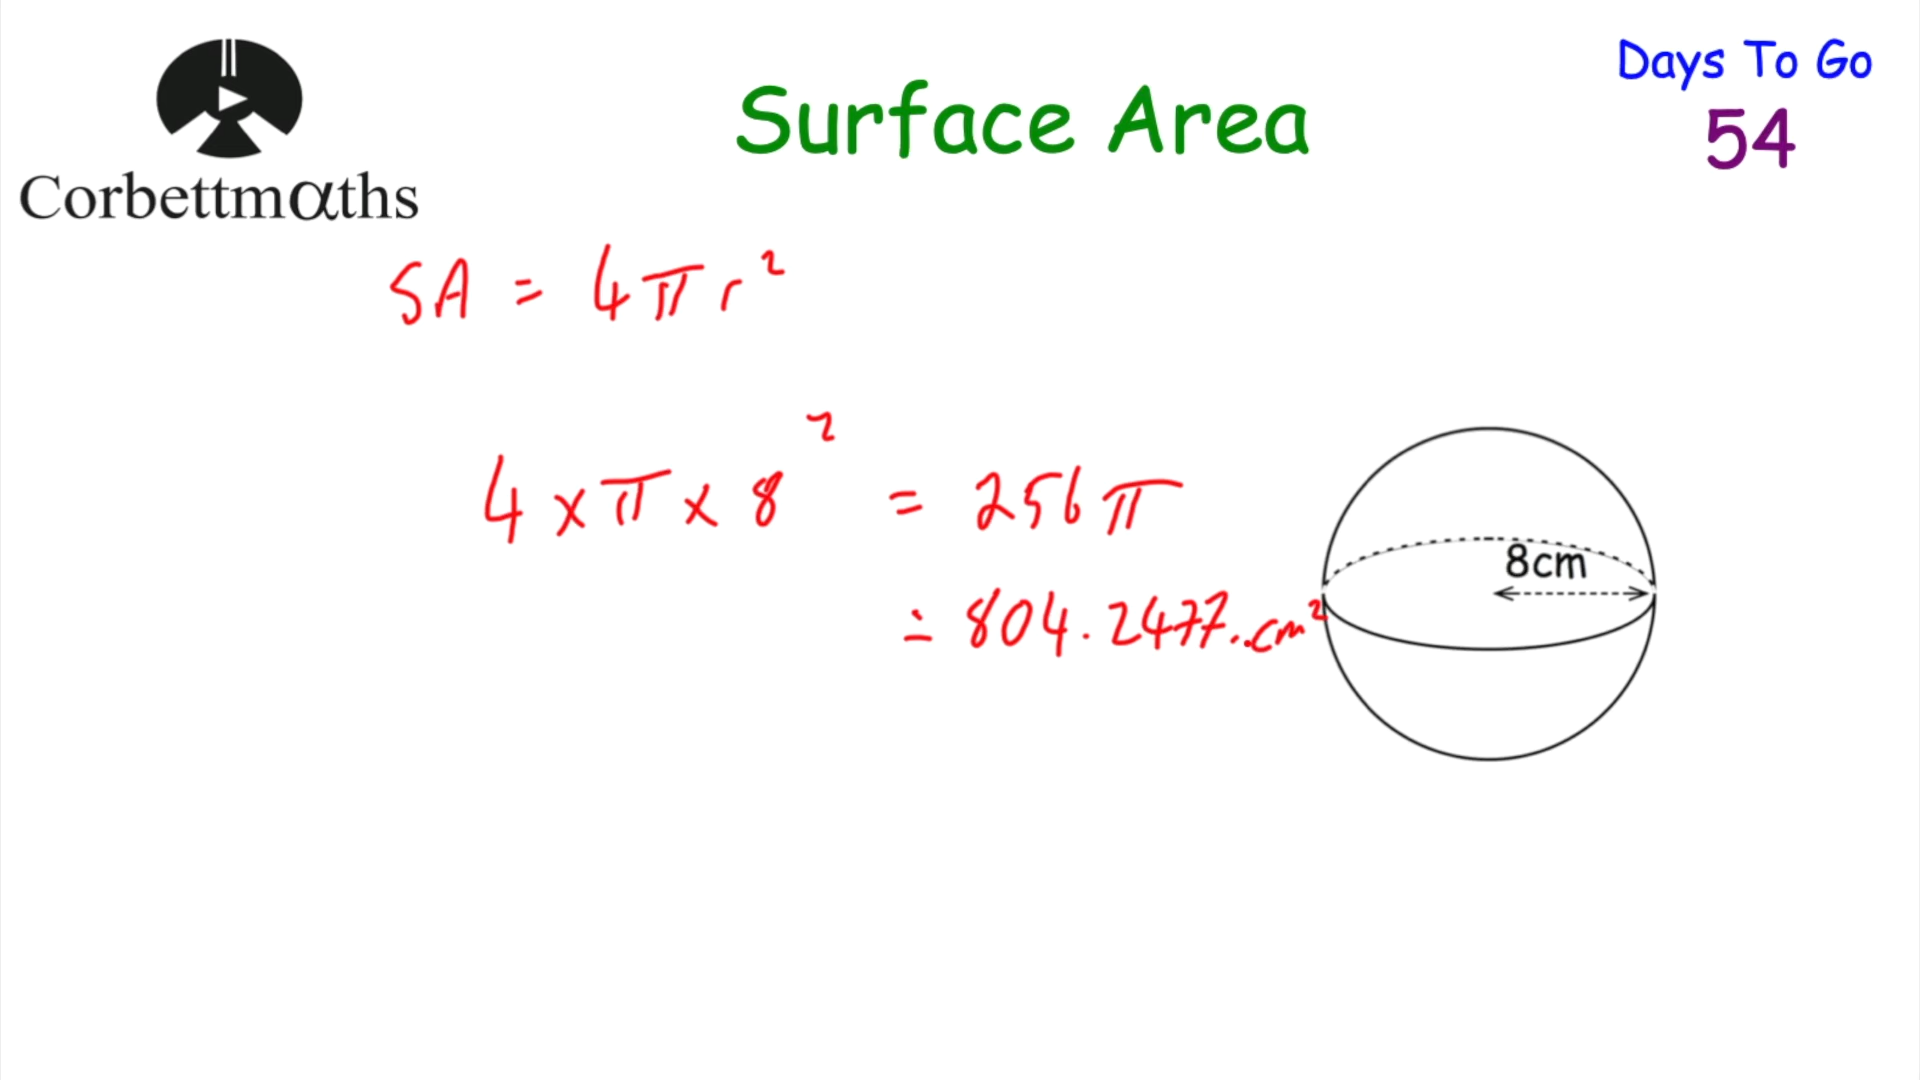 Corbettmαths
Surface Area
Days To Go
54
SA = 4πr²
4 × π × 8² = 256π
= 804.2477..cm²
8cm